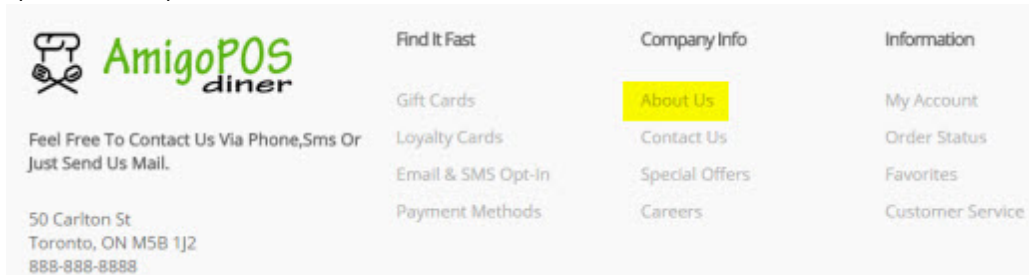 AmigoPOS
diner
Feel Free To Contact Us Via Phone,Sms Or
Just Send Us Mail.
50 Carlton St
Toronto, ON M5B 1J2
888-888-8888
Find It Fast
Gift Cards
Loyalty Cards
Email & SMS Opt-In
Payment Methods
Company Info
About Us
Contact Us
Special Offers
Careers
Information
My Account
Order Status
Favorites
Customer Service